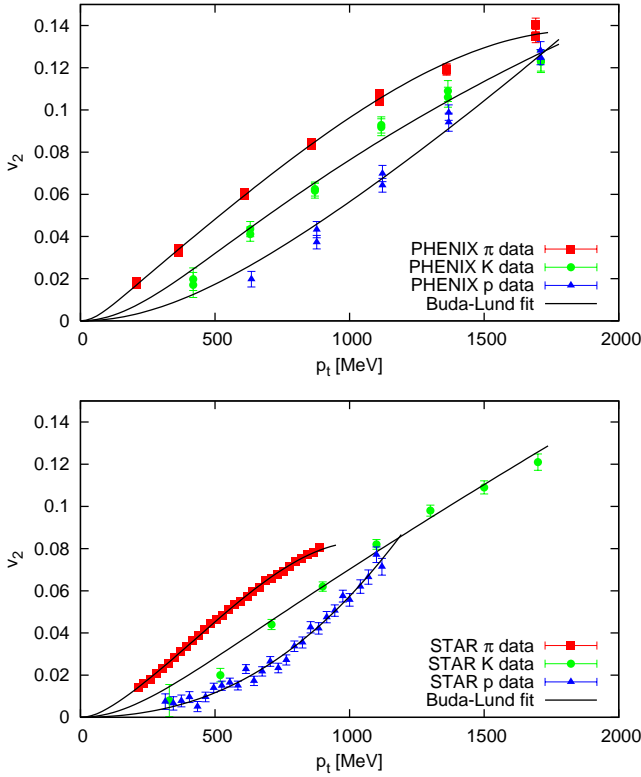 0.14
0.12
0.1
0.08
0.06
0.04
0.02
0
v₂
PHENIX π data
PHENIX K data
PHENIX p data
Buda-Lund fit
0 500 1000 1500 2000
pₜ [MeV]
0.14
0.12
0.1
0.08
0.06
0.04
0.02
0
v₂
STAR π data
STAR K data
STAR p data
Buda-Lund fit
0 500 1000 1500 2000
pₜ [MeV]